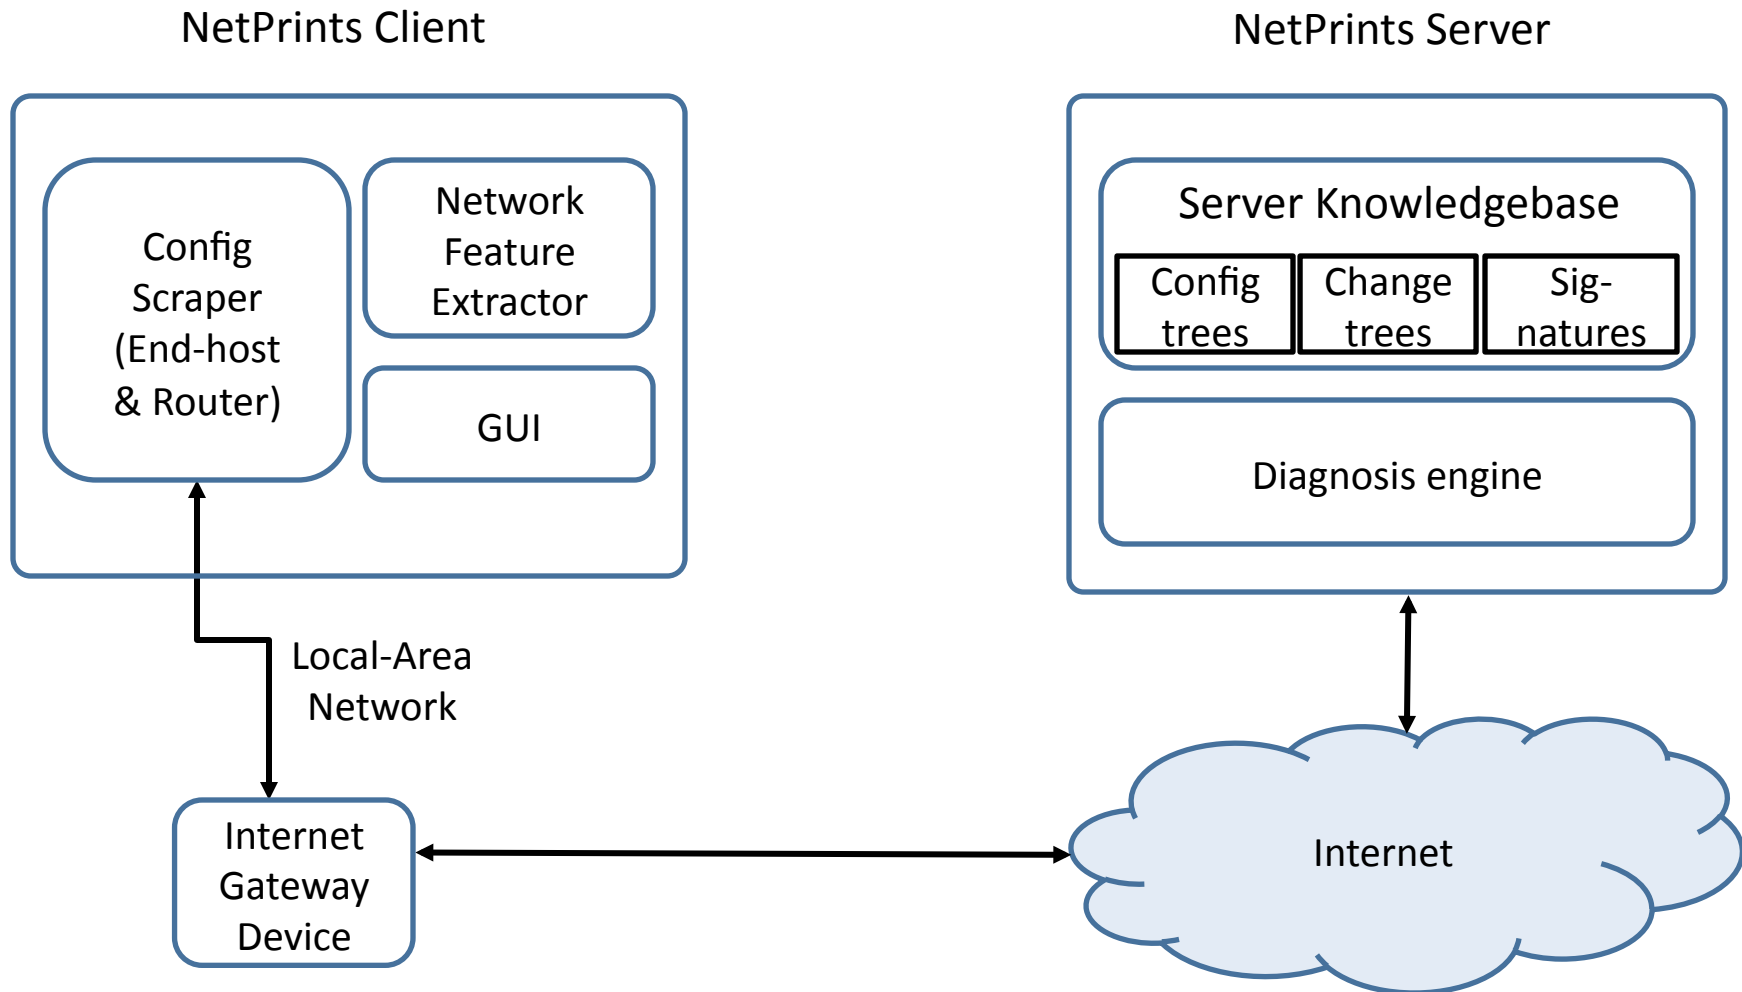 NetPrints Client
Config
Scraper
(End-host
& Router)
Network
Feature
Extractor
GUI
Local-Area
Network
Internet
Gateway
Device
NetPrints Server
Server Knowledgebase
Config
trees
Change
trees
Sig-
natures
Diagnosis engine
Internet